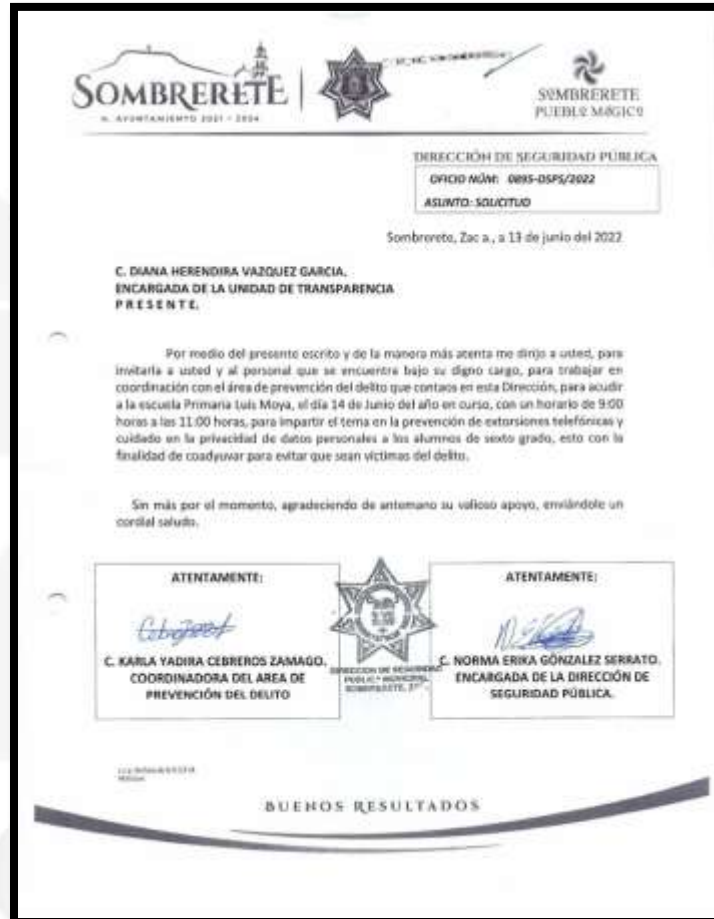 SOMBRERETE
H. AYUNTAMIENTO 2021 - 2024
SOMBRERETE
PUEBLO MÁGICO
DIRECCIÓN DE SEGURIDAD PÚBLICA
OFICIO NÚM: 0895-DSPS/2022
ASUNTO: SOLICITUD
Sombrerete, Zac a., a 13 de junio del 2022
C. DIANA HERENDIRA VAZQUEZ GARCIA.
ENCARGADA DE LA UNIDAD DE TRANSPARENCIA
P R E S E N T E.
Por medio del presente escrito y de la manera más atenta me dirijo a usted, para
invitarla a usted y al personal que se encuentra bajo su digno cargo, para trabajar en
coordinación con el área de prevención del delito que contaos en esta Dirección, para acudir
a la escuela Primaria Luis Moya, el día 14 de Junio del año en curso, con un horario de 9:00
horas a las 11:00 horas, para impartir el tema en la prevención de extorsiones telefónicas y
cuidado en la privacidad de datos personales a los alumnos de sexto grado, esto con la
finalidad de coadyuvar para evitar que sean víctimas del delito.
Sin más por el momento, agradeciendo de antemano su valioso apoyo, enviándole un
cordial saludo.
ATENTAMENTE:
C. KARLA YADIRA CEBREROS ZAMAGO.
COORDINADORA DEL AREA DE
PREVENCIÓN DEL DELITO
DIRECCION DE SEGURIDAD
PUBLICA MUNICIPAL
SOMBRERETE,
ATENTAMENTE:
C. NORMA ERIKA GÓNZALEZ SERRATO.
ENCARGADA DE LA DIRECCIÓN DE
SEGURIDAD PÚBLICA.
BUENOS RESULTADOS